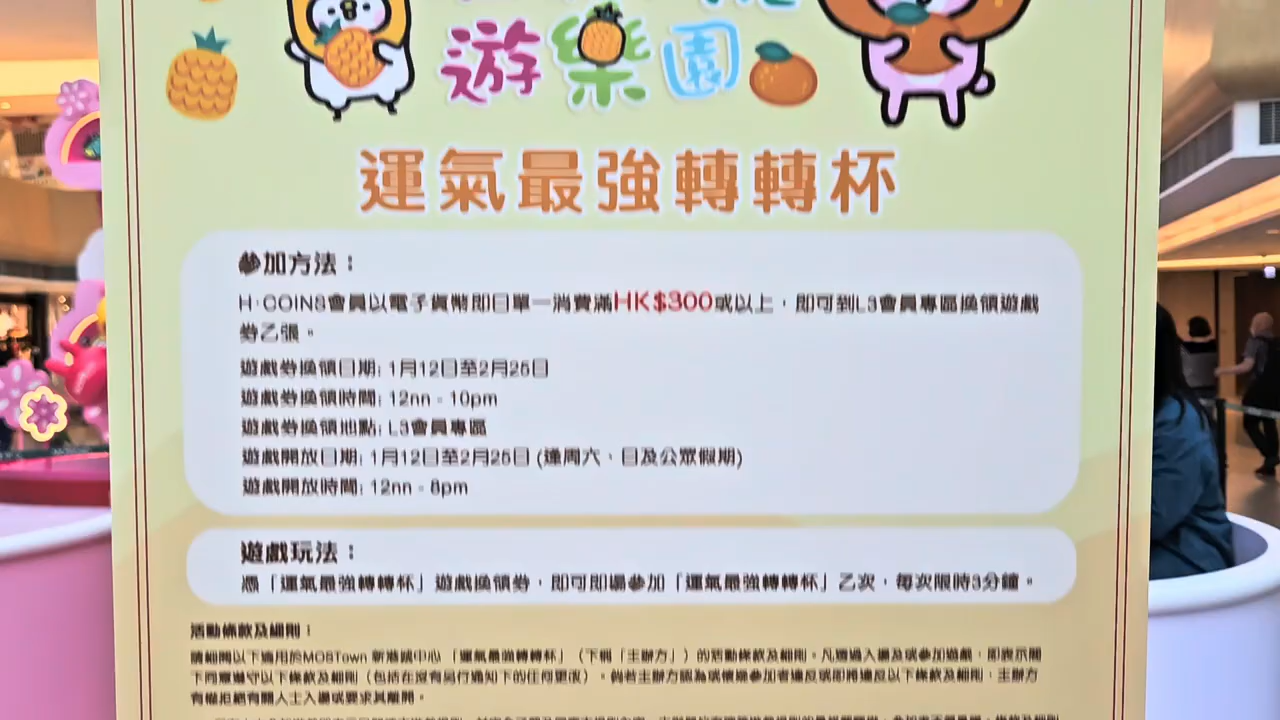 遊樂園
運氣最強轉轉杯
參加方法：
H·COINS會員以電子貨幣即日單一消費滿HK$300或以上，即可到L3會員專區換領遊戲
券乙張。
遊戲券換領日期: 1月12日至2月25日
遊戲券換領時間: 12nn - 10pm
遊戲券換領地點: L3會員專區
遊戲開放日期: 1月12日至2月25日 (逢周六、日及公眾假期)
遊戲開放時間: 12nn - 8pm
遊戲玩法：
憑「運氣最強轉轉杯」遊戲換領券，即可即場參加「運氣最強轉轉杯」乙次，每次限時3分鐘。
活動條款及細則：
請細閱以下適用於MOSTown 新港城中心「運氣最強轉轉杯」（下稱「主辦方」）的活動條款及細則。凡透過入場及或參加遊戲，即表示閣
下同意遵守以下條款及細則（包括在沒有另行通知下的任何更改）。倘若主辦方認為或懷疑參加者違反或即將違反以下條款及細則，主辦方
有權拒絕有關人士入場或要求其離開。